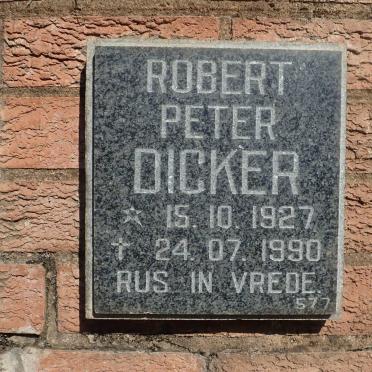 ROBERT
PETER
DICKER
☆ 15. 10. 1927
† 24. 07. 1990
RUS IN VREDE.
577